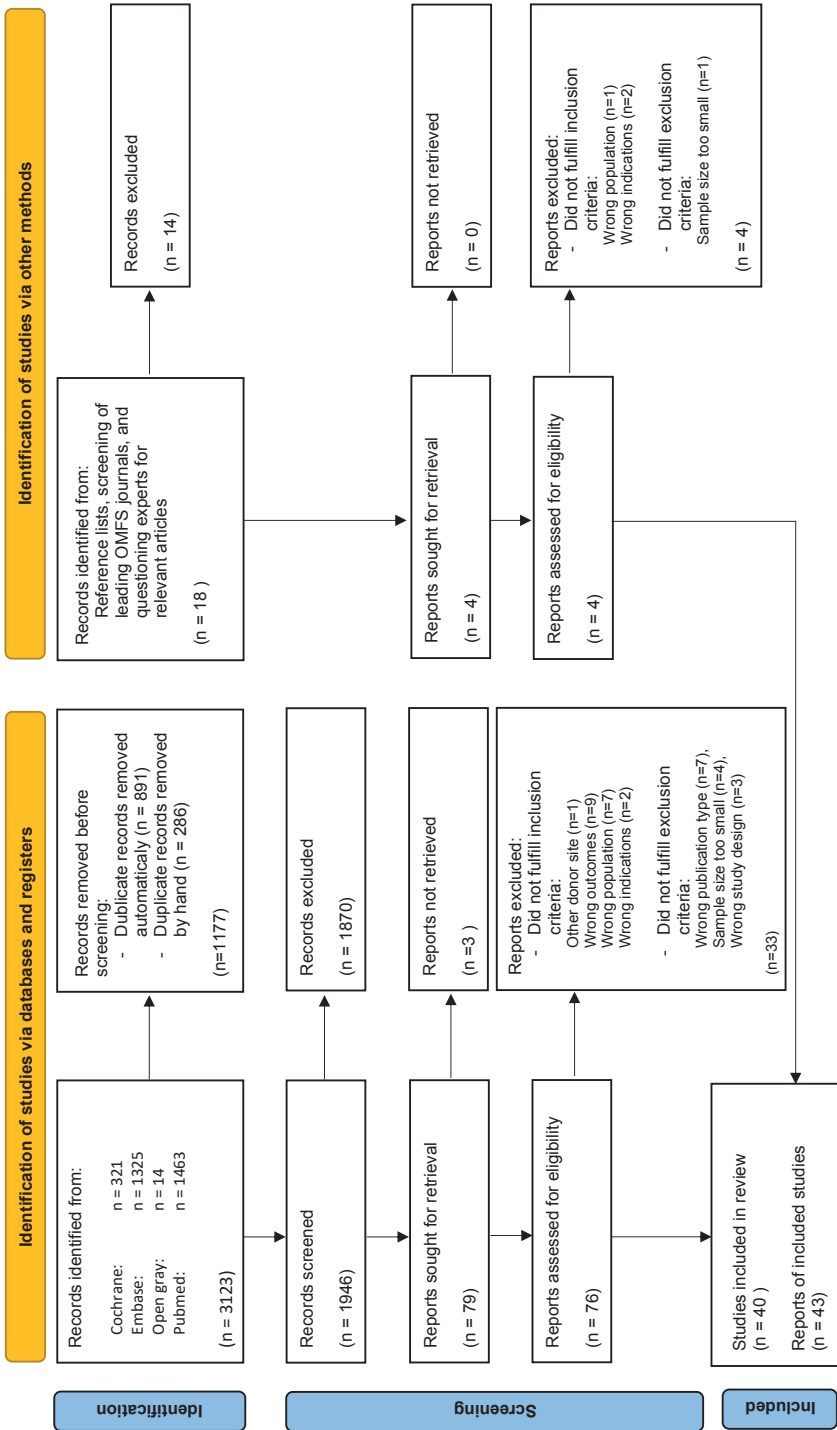 Identification of studies via databases and registers
Identification of studies via other methods
Identification
Records identified from:
Cochrane: n = 321
Embase: n = 1325
Open gray: n = 14
Pubmed: n = 1463
(n = 3123)
Records removed before
screening:
- Dublicate records removed
automaticaly (n = 891)
- Duplicate records removed
by hand (n = 286)
(n=1177)
Records identified from:
Reference lists, screening of
leading OMFS journals, and
questioning experts for
relevant articles
(n = 18 )
Records excluded
(n = 14)
Screening
Records screened
(n = 1946)
Records excluded
(n = 1870)
Reports sought for retrieval
(n = 79)
Reports not retrieved
(n =3 )
Reports sought for retrieval
(n = 4)
Reports not retrieved
(n = 0)
Reports assessed for eligibility
(n = 76)
Reports excluded:
- Did not fulfill inclusion
criteria:
Other donor site (n=1)
Wrong outcomes (n=9)
Wrong population (n=7)
Wrong indications (n=2)
- Did not fulfill exclusion
criteria:
Wrong publication type (n=7),
Sample size too small (n=4),
Wrong study design (n=3)
(n=33)
Reports assessed for eligibility
(n = 4)
Reports excluded:
- Did not fulfill inclusion
criteria:
Wrong population (n=1)
Wrong indications (n=2)
- Did not fulfill exclusion
criteria:
Sample size too small (n=1)
(n = 4)
Included
Studies included in review
(n = 40 )
Reports of included studies
(n = 43)